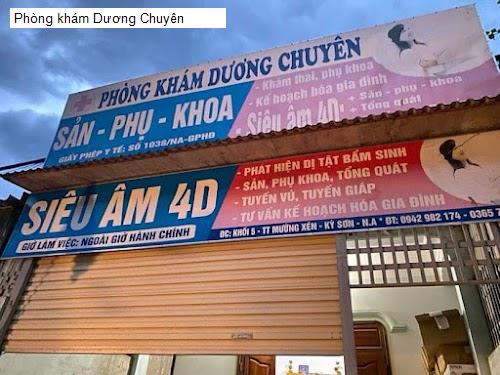 Phòng khám Dương Chuyên
PHÒNG KHÁM DƯƠNG CHUYÊN
SẢN - PHỤ - KHOA
GIẤY PHÉP Y TẾ: SỐ 1038/NA-GPHĐ
- Khám thai, phụ khoa
- Kế hoạch hóa gia đình
- Siêu âm 4D: + Sản - phụ - khoa
+ Tổng quát
SIÊU ÂM 4D
GIỜ LÀM VIỆC: NGOÀI GIỜ HÀNH CHÍNH
- PHÁT HIỆN DỊ TẬT BẨM SINH
- SẢN, PHỤ KHOA, TỔNG QUÁT
- TUYẾN VÚ, TUYẾN GIÁP
- TƯ VẤN KẾ HOẠCH HÓA GIA ĐÌNH
ĐC: KHỐI 5 - TT MƯỜNG XÉN - KỲ SƠN - N.A * ĐT: 0942 982 174 - 0365 7